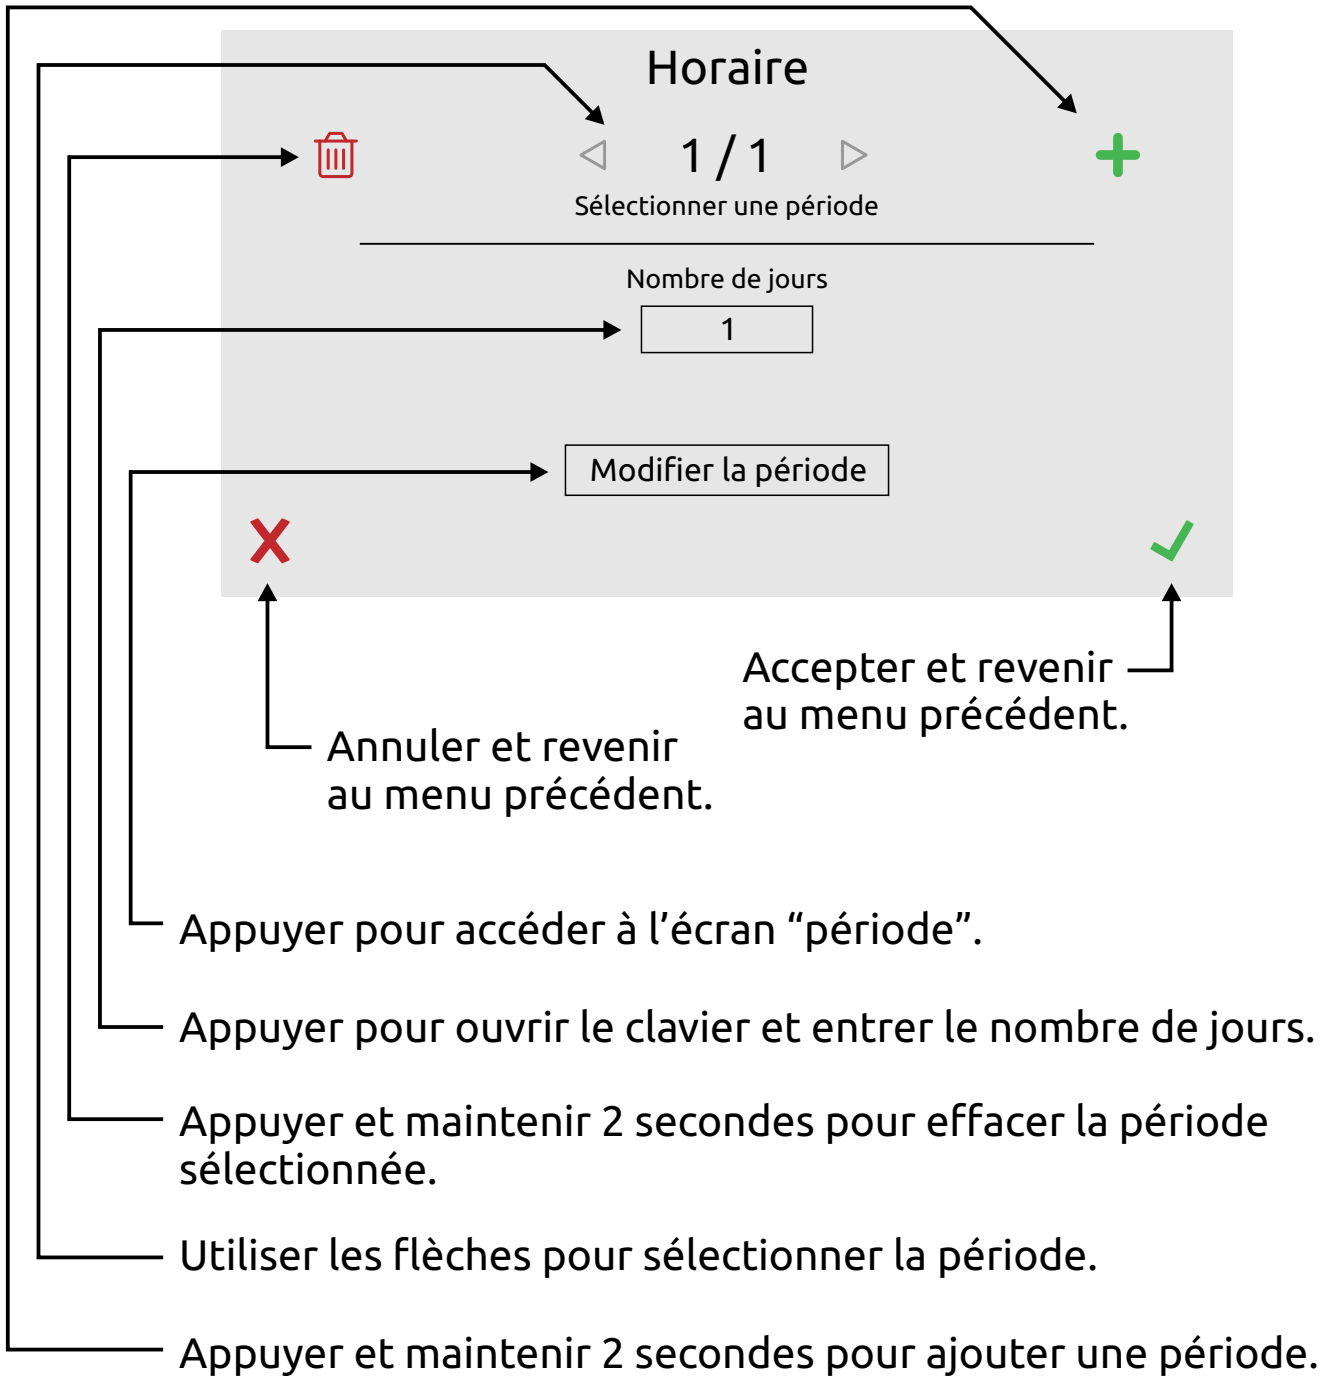 Horaire
1 / 1
Sélectionner une période
Nombre de jours
1
Modifier la période
Accepter et revenir
au menu précédent.
Annuler et revenir
au menu précédent.
Appuyer pour accéder à l’écran “période”.
Appuyer pour ouvrir le clavier et entrer le nombre de jours.
Appuyer et maintenir 2 secondes pour effacer la période
sélectionnée.
Utiliser les flèches pour sélectionner la période.
Appuyer et maintenir 2 secondes pour ajouter une période.